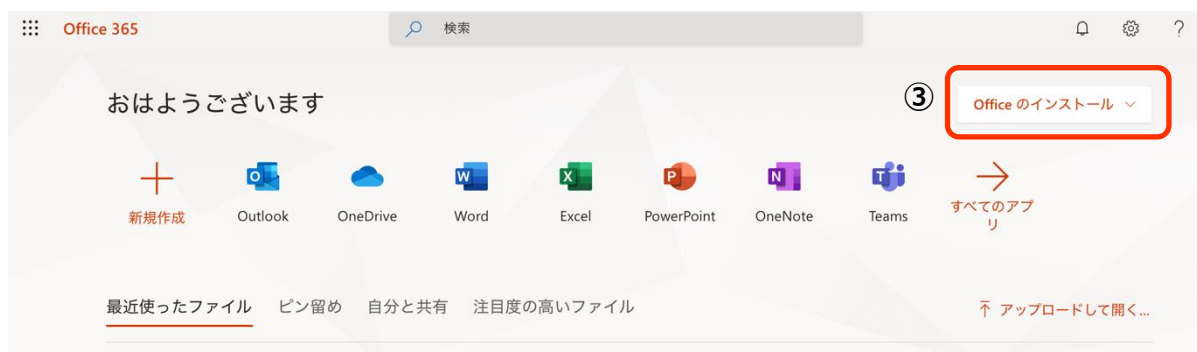 Office 365
検索
?
おはようございます
③
Office のインストール
新規作成
Outlook
OneDrive
Word
Excel
PowerPoint
OneNote
Teams
すべてのアプ
リ
最近使ったファイル ピン留め 自分と共有 注目度の高いファイル
アップロードして開く...